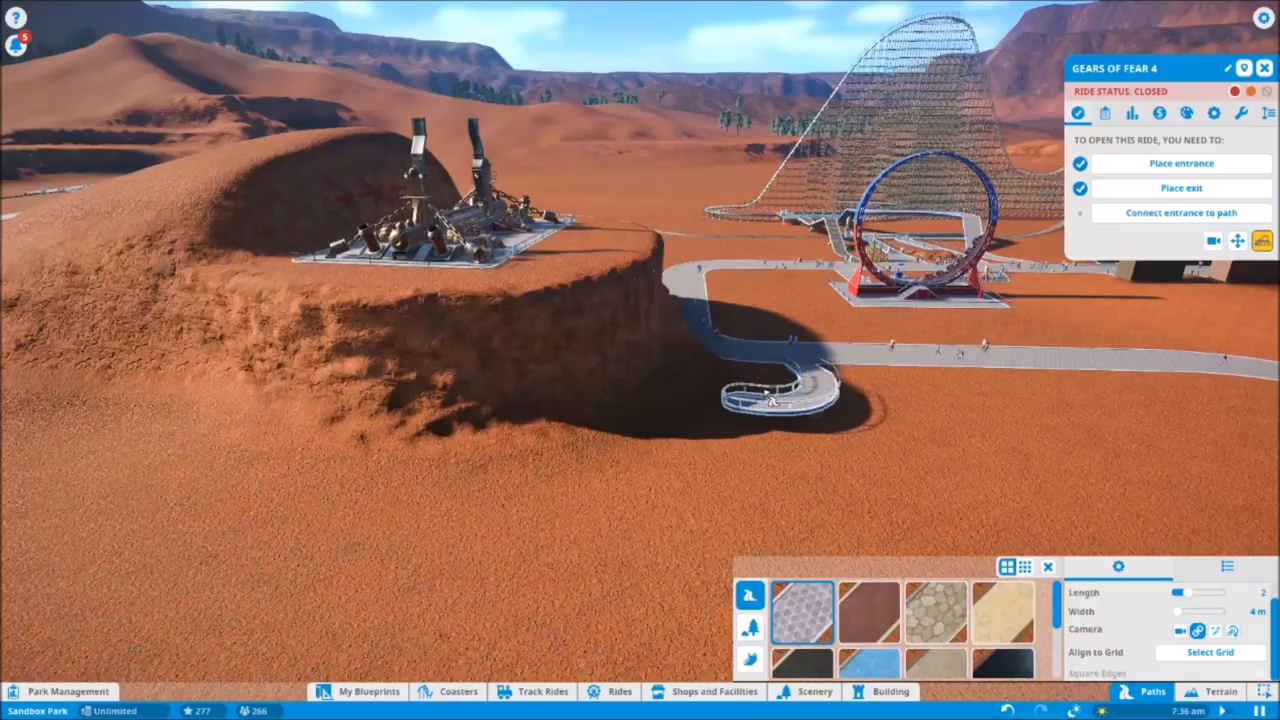 ?
5
GEARS OF FEAR 4
RIDE STATUS: CLOSED
TO OPEN THIS RIDE, YOU NEED TO:
Place entrance
Place exit
Connect entrance to path
Length 2
Width 4 m
Camera
Align to Grid Select Grid
Square Edges
Park Management My Blueprints Coasters Track Rides Rides Shops and Facilities Scenery Building Paths Terrain
Sandbox Park Unlimited 277 266 7:36 am